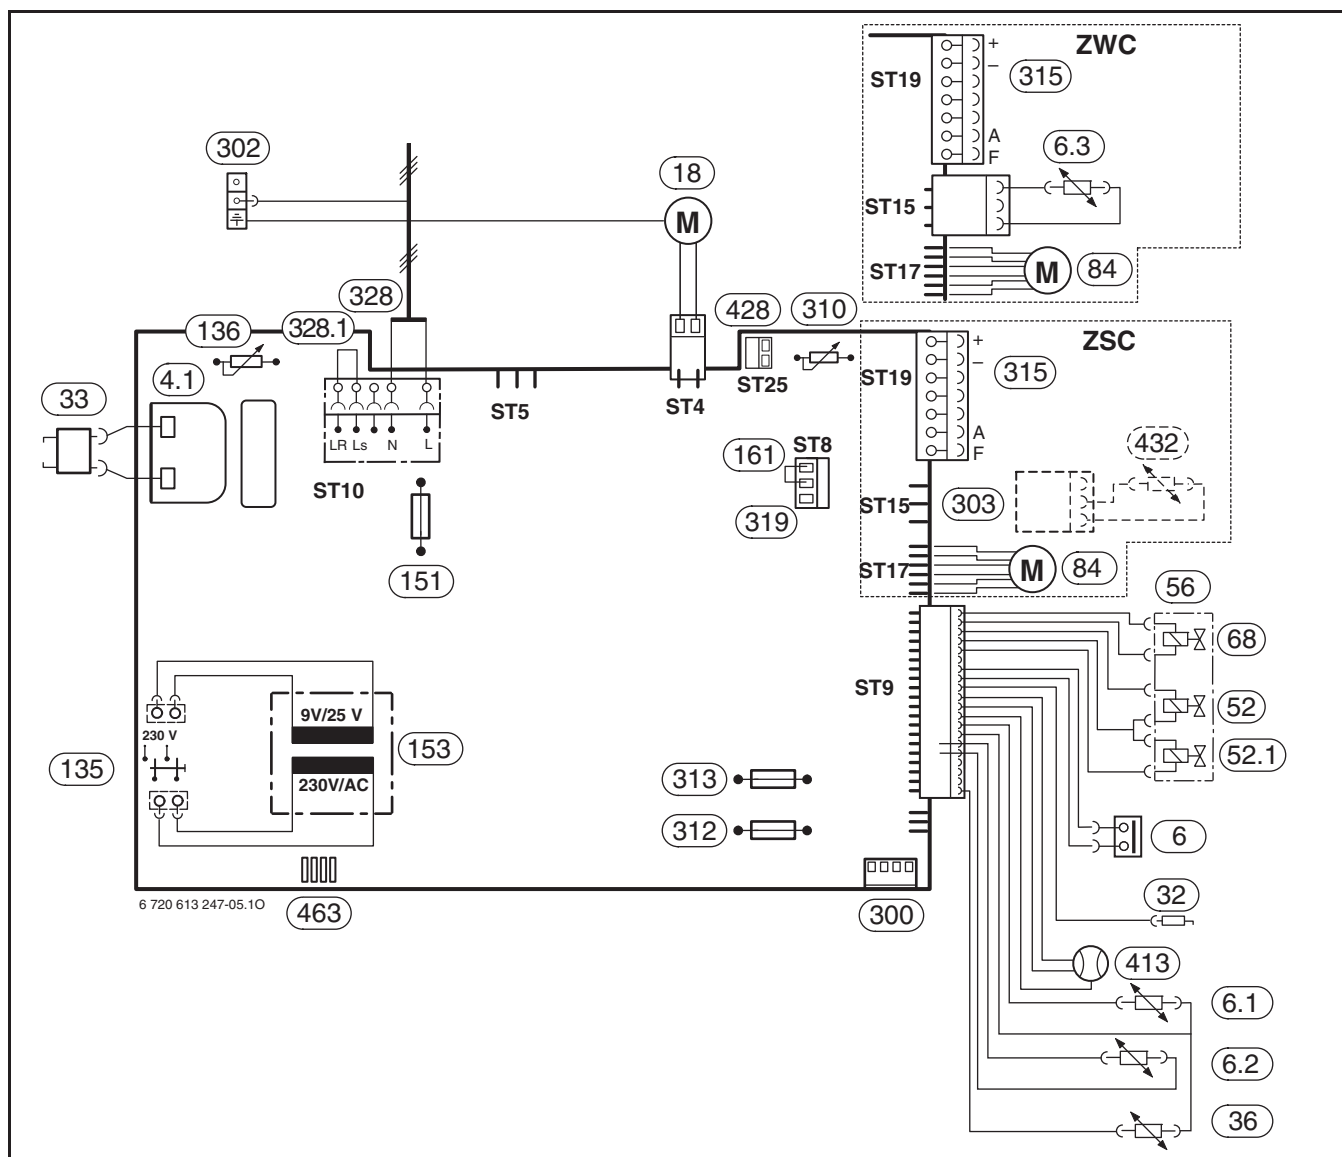 ZWC
+
–
ST19
315
A
F
6.3
ST15
ST17
M
84
302
18
M
328
428
310
136
328.1
4.1
33
ST5
ST4
ST25
LR Ls N L
ST10
151
ZSC
+
–
ST19
315
A
F
161
ST8
319
432
ST15
303
ST17
M
84
56
68
ST9
52
52.1
230 V
135
9V/25 V
230V/AC
153
313
312
6
32
6 720 613 247-05.1O
463
300
413
6.1
6.2
36